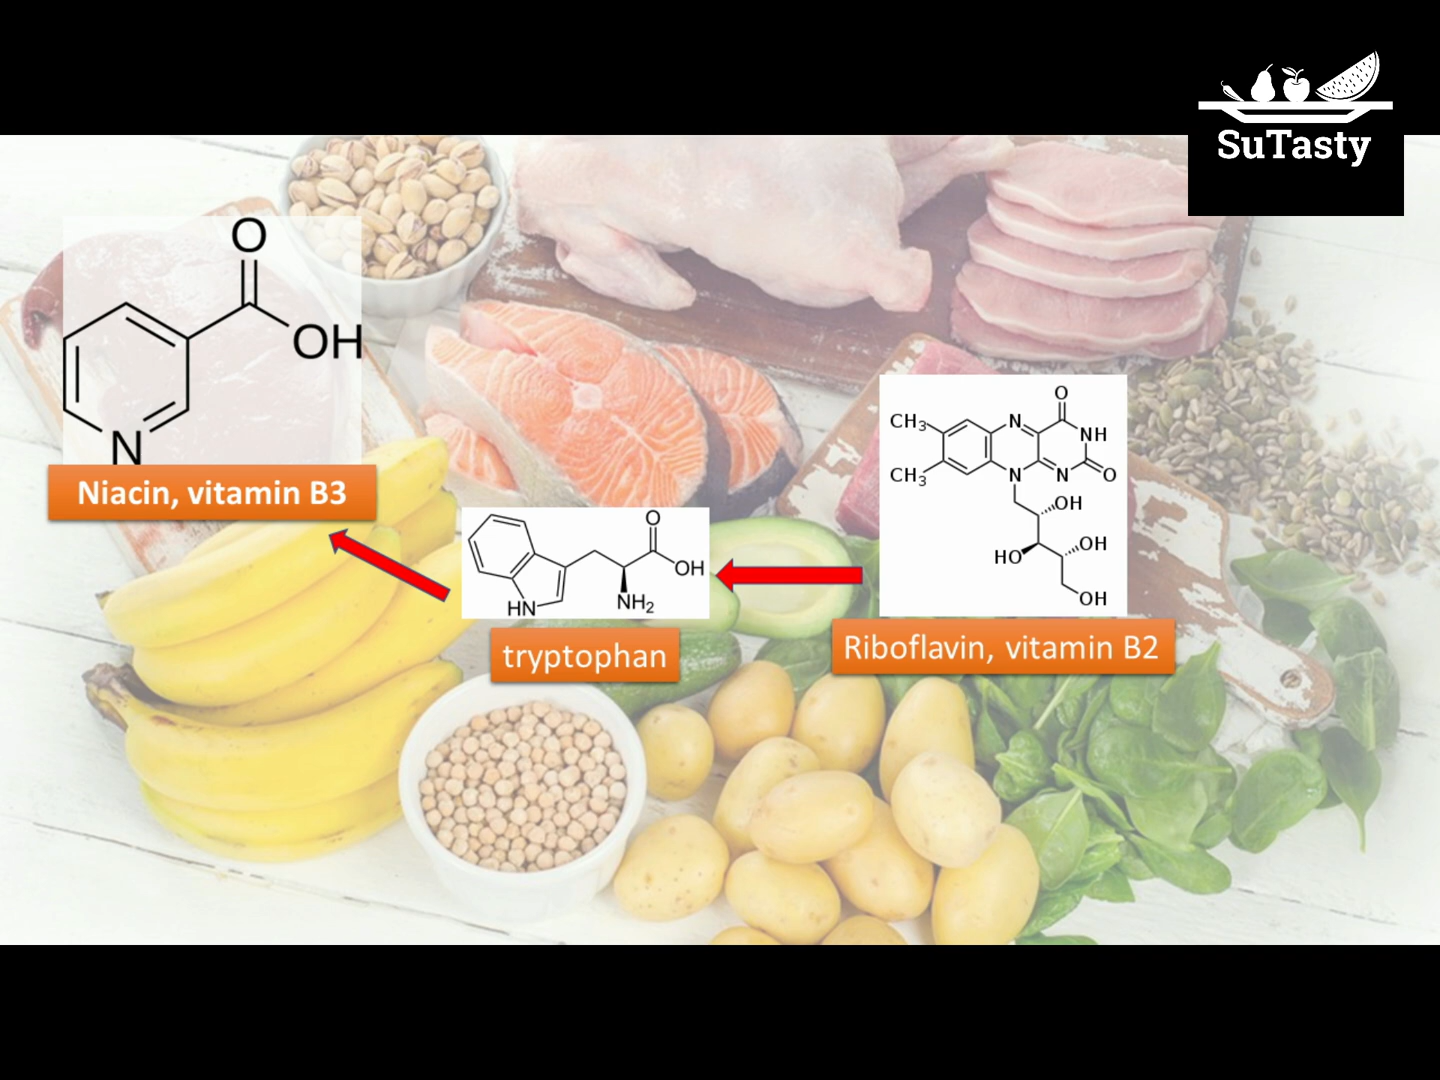 SuTasty
O
OH
N
Niacin, vitamin B3
O
OH
NH2
HN
tryptophan
O
CH3
N
NH
CH3
N
N
O
OH
HO
OH
OH
Riboflavin, vitamin B2